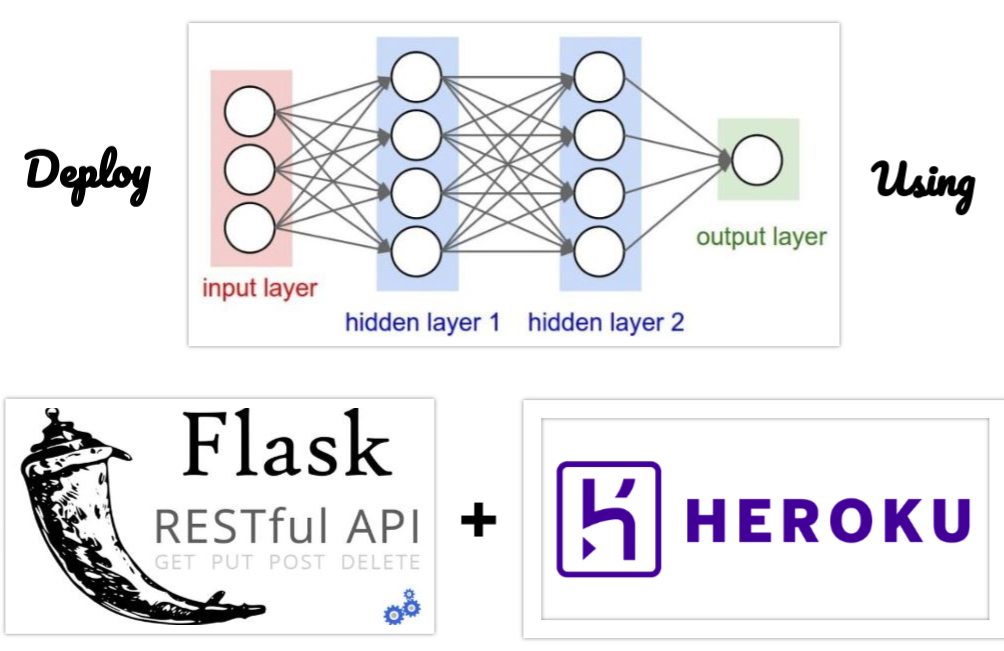 Deploy
input layer
hidden layer 1
hidden layer 2
output layer
Using
Flask
RESTful API
GET PUT POST DELETE
+
HEROKU